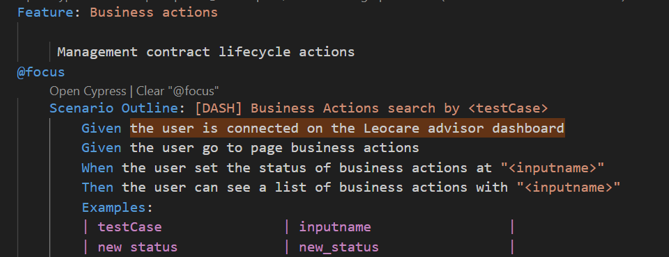 Feature: Business actions
Management contract lifecycle actions
@focus
Open Cypress | Clear "@focus"
Scenario Outline: [DASH] Business Actions search by <testCase>
Given the user is connected on the Leocare advisor dashboard
Given the user go to page business actions
When the user set the status of business actions at "<inputname>"
Then the user can see a list of business actions with "<inputname>"
Examples:
| testCase | inputname |
| new status | new_status |